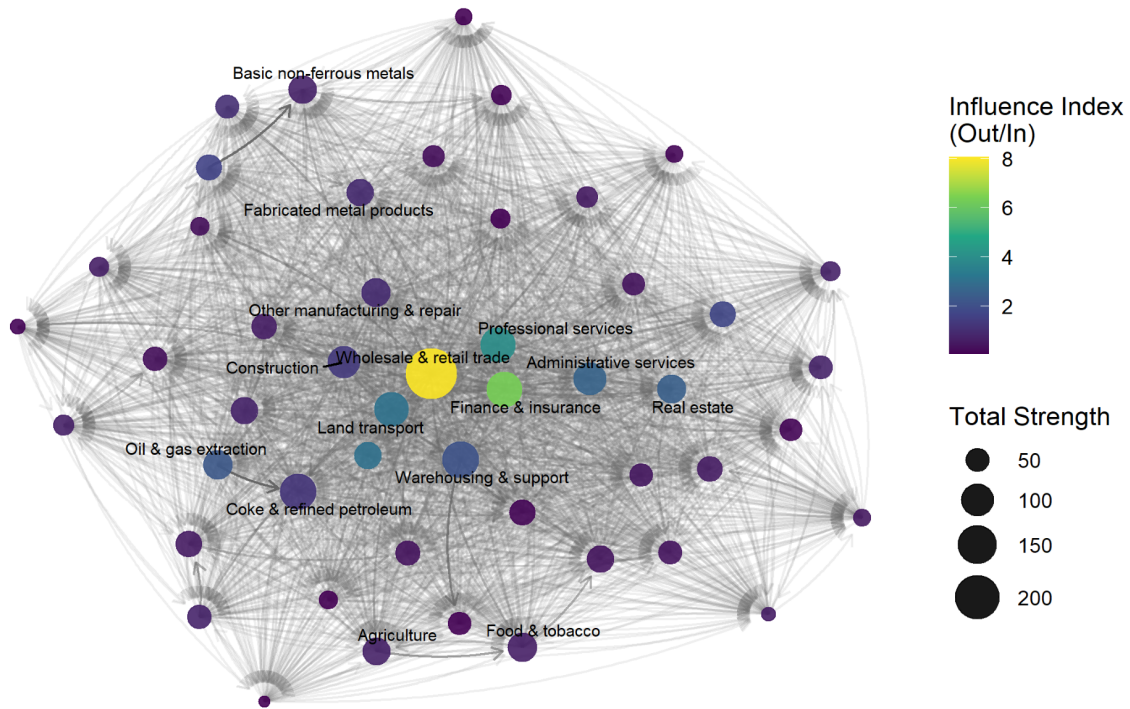 Basic non-ferrous metals
Fabricated metal products
Other manufacturing & repair
Professional services
Wholesale & retail trade
Construction
Administrative services
Finance & insurance
Real estate
Land transport
Oil & gas extraction
Warehousing & support
Coke & refined petroleum
Agriculture
Food & tobacco
Influence Index
(Out/In)
8
6
4
2
Total Strength
50
100
150
200